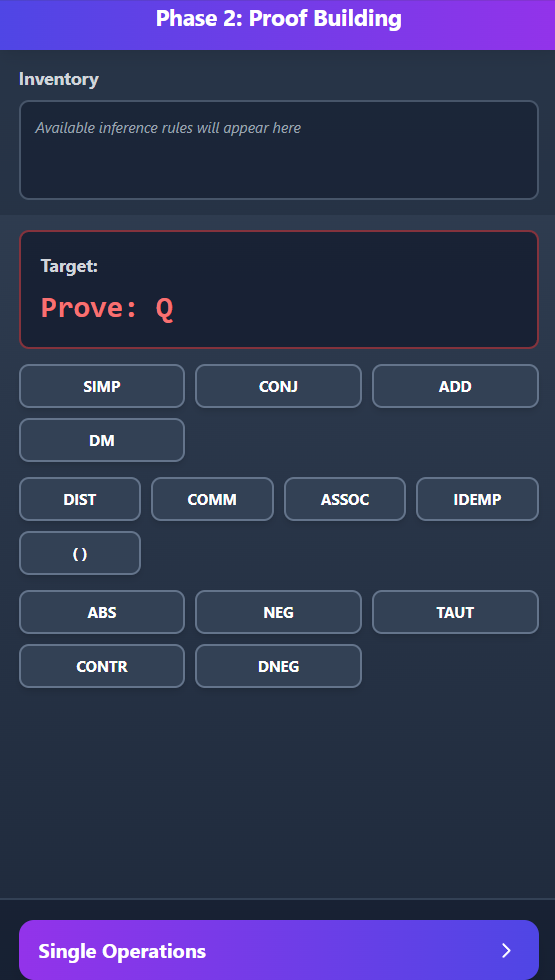 Phase 2: Proof Building
Inventory
Available inference rules will appear here
Target:
Prove: Q
SIMP CONJ ADD
DM
DIST COMM ASSOC IDEMP
( )
ABS NEG TAUT
CONTR DNEG
Single Operations